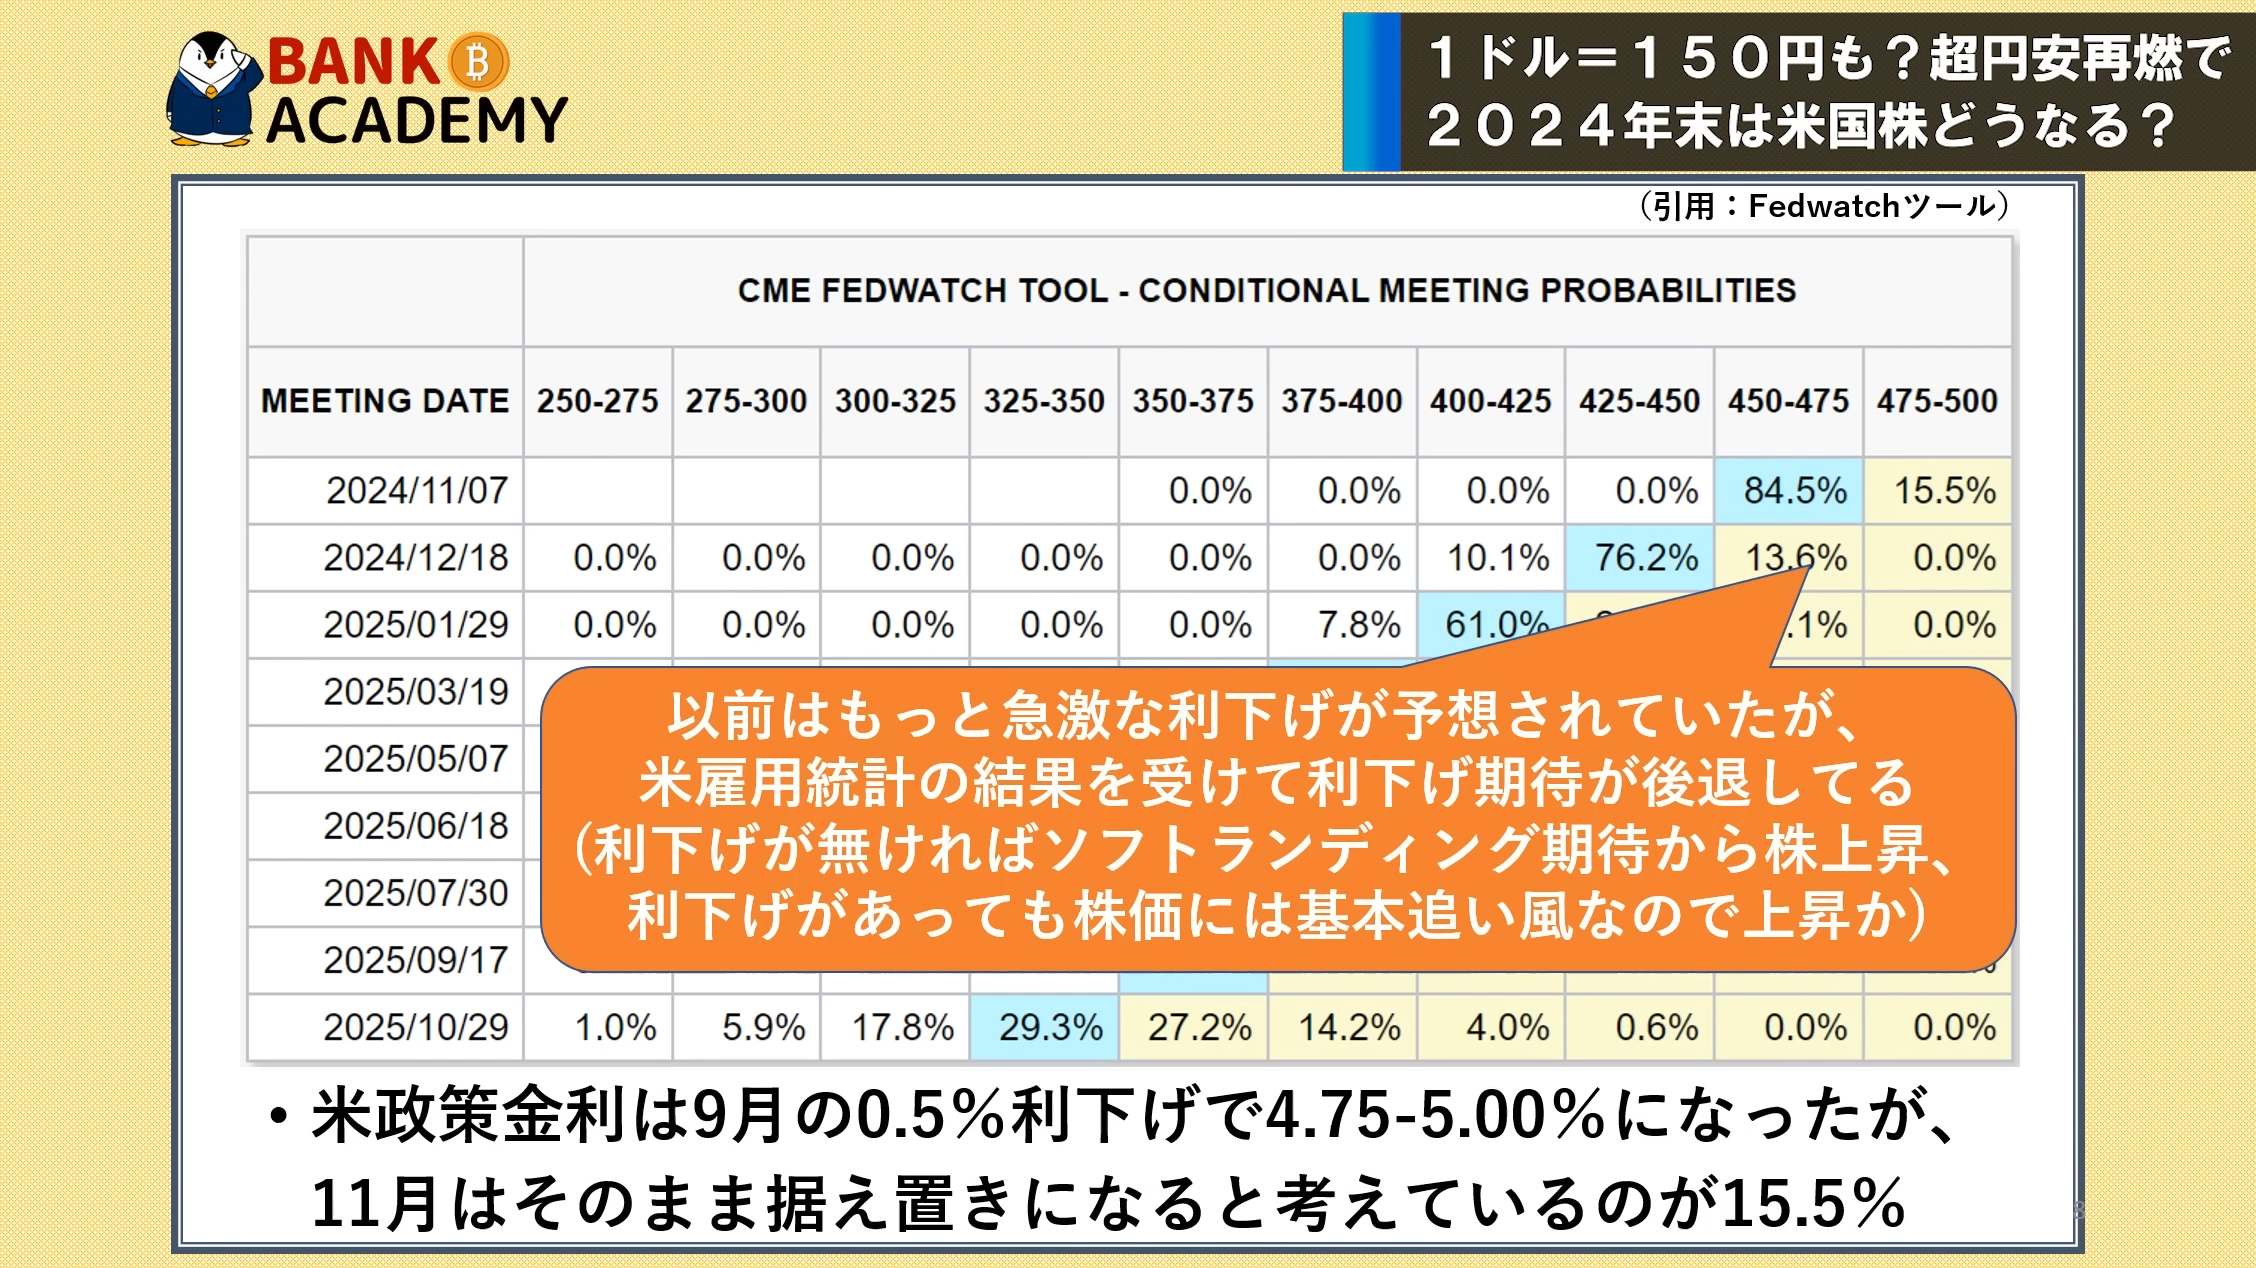 BANK
ACADEMY
１ドル＝１５０円も？超円安再燃で
２０２４年末は米国株どうなる？
（引用：Fedwatchツール）
CME FEDWATCH TOOL - CONDITIONAL MEETING PROBABILITIES
MEETING DATE 250-275 275-300 300-325 325-350 350-375 375-400 400-425 425-450 450-475 475-500
2024/11/07 0.0% 0.0% 0.0% 0.0% 84.5% 15.5%
2024/12/18 0.0% 0.0% 0.0% 0.0% 0.0% 0.0% 10.1% 76.2% 13.6% 0.0%
2025/01/29 0.0% 0.0% 0.0% 0.0% 0.0% 7.8% 61.0% .1% 0.0%
2025/03/19
2025/05/07
2025/06/18
2025/07/30
2025/09/17
2025/10/29 1.0% 5.9% 17.8% 29.3% 27.2% 14.2% 4.0% 0.6% 0.0% 0.0%
以前はもっと急激な利下げが予想されていたが、
米雇用統計の結果を受けて利下げ期待が後退してる
(利下げが無ければソフトランディング期待から株上昇、
利下げがあっても株価には基本追い風なので上昇か)
・米政策金利は9月の0.5％利下げで4.75-5.00％になったが、
11月はそのまま据え置きになると考えているのが15.5％
8